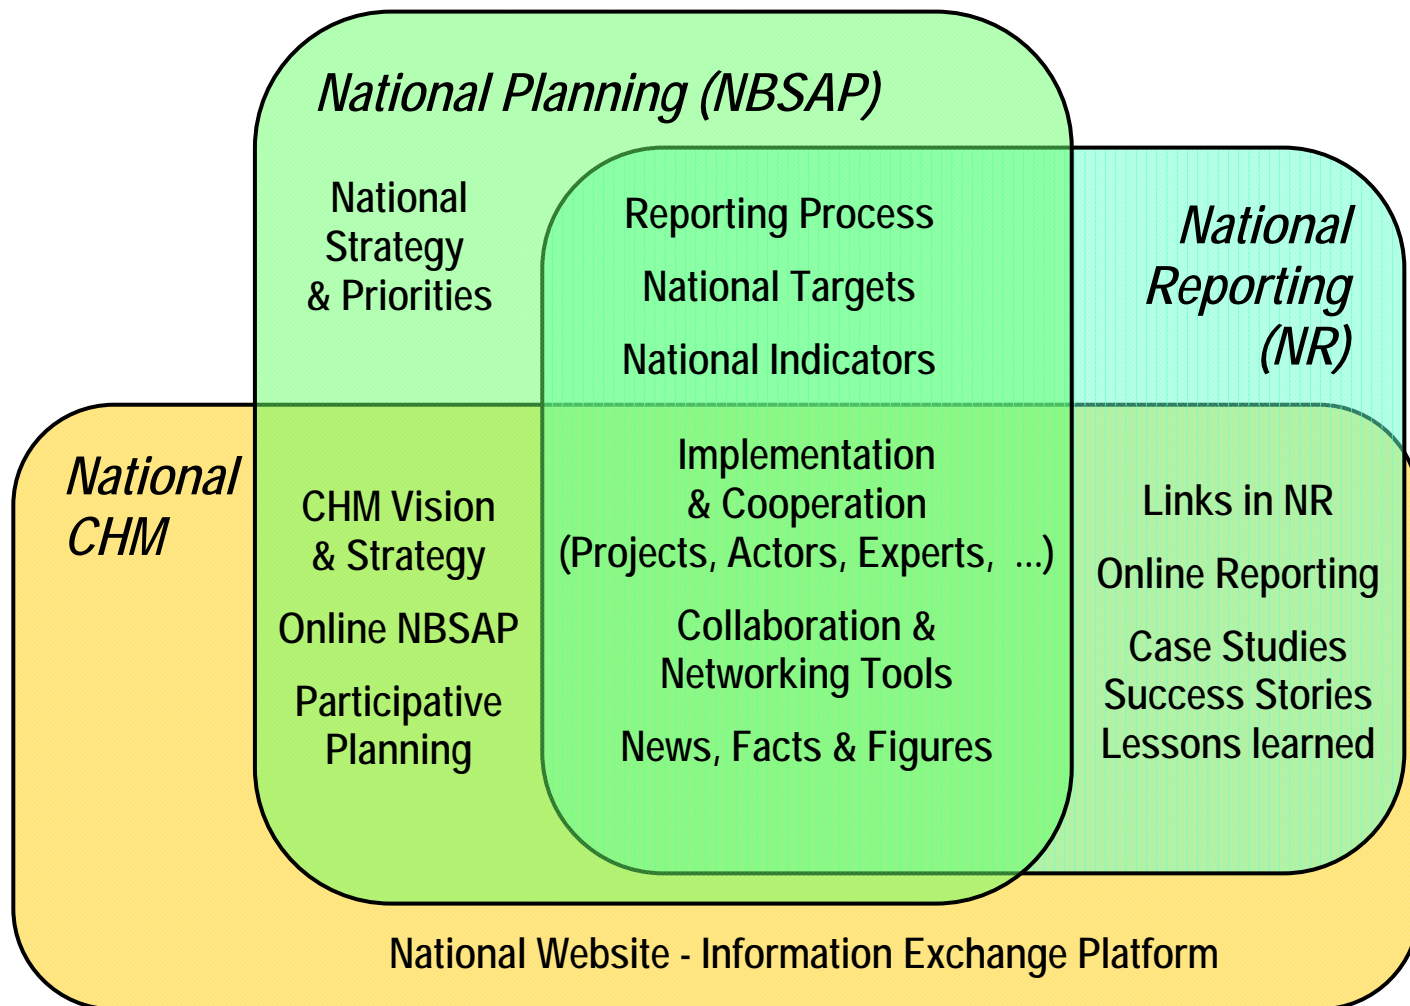 National Planning (NBSAP)
National
Strategy
& Priorities
Reporting Process
National Targets
National Indicators
National
Reporting
(NR)
National
CHM
CHM Vision
& Strategy
Online NBSAP
Participative
Planning
Implementation
& Cooperation
(Projects, Actors, Experts, ...)
Collaboration &
Networking Tools
News, Facts & Figures
Links in NR
Online Reporting
Case Studies
Success Stories
Lessons learned
National Website - Information Exchange Platform